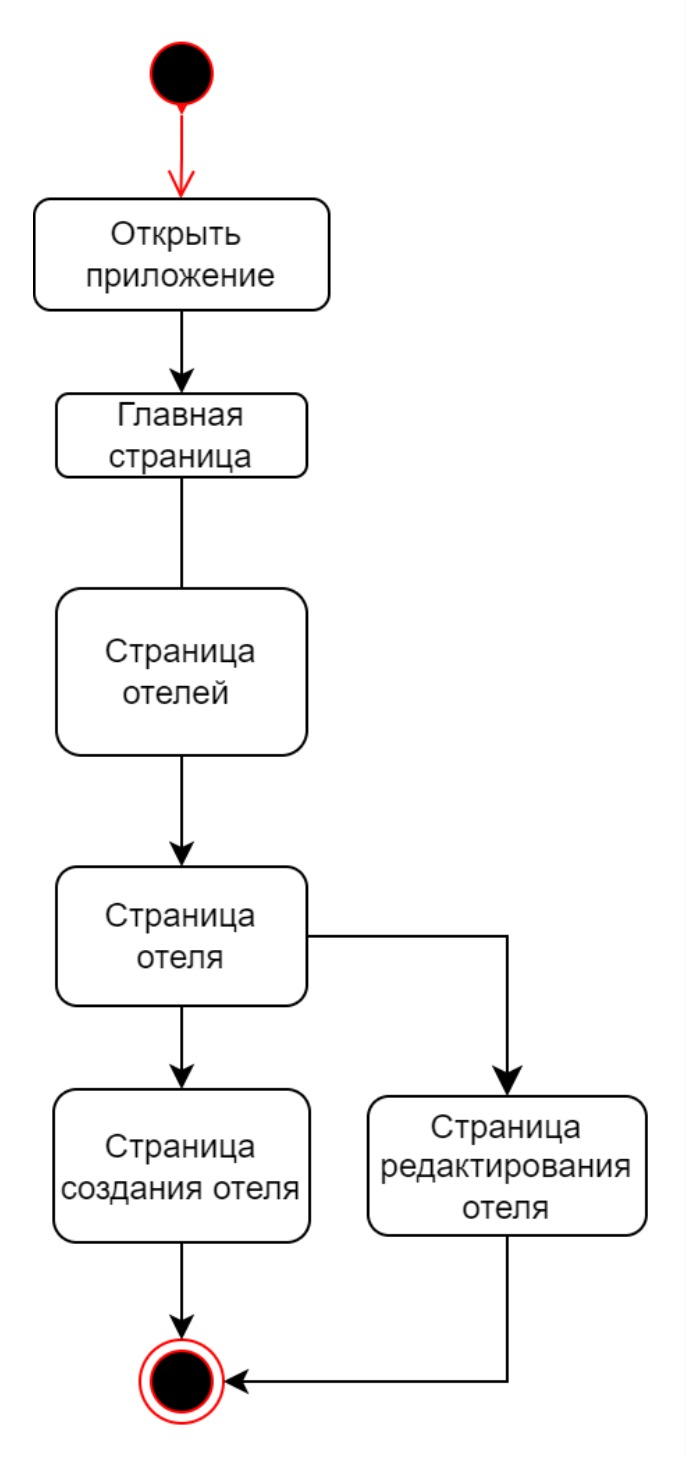 Открыть
приложение
Главная
страница
Страница
отелей
Страница
отеля
Страница
создания отеля
Страница
редактирования
отеля